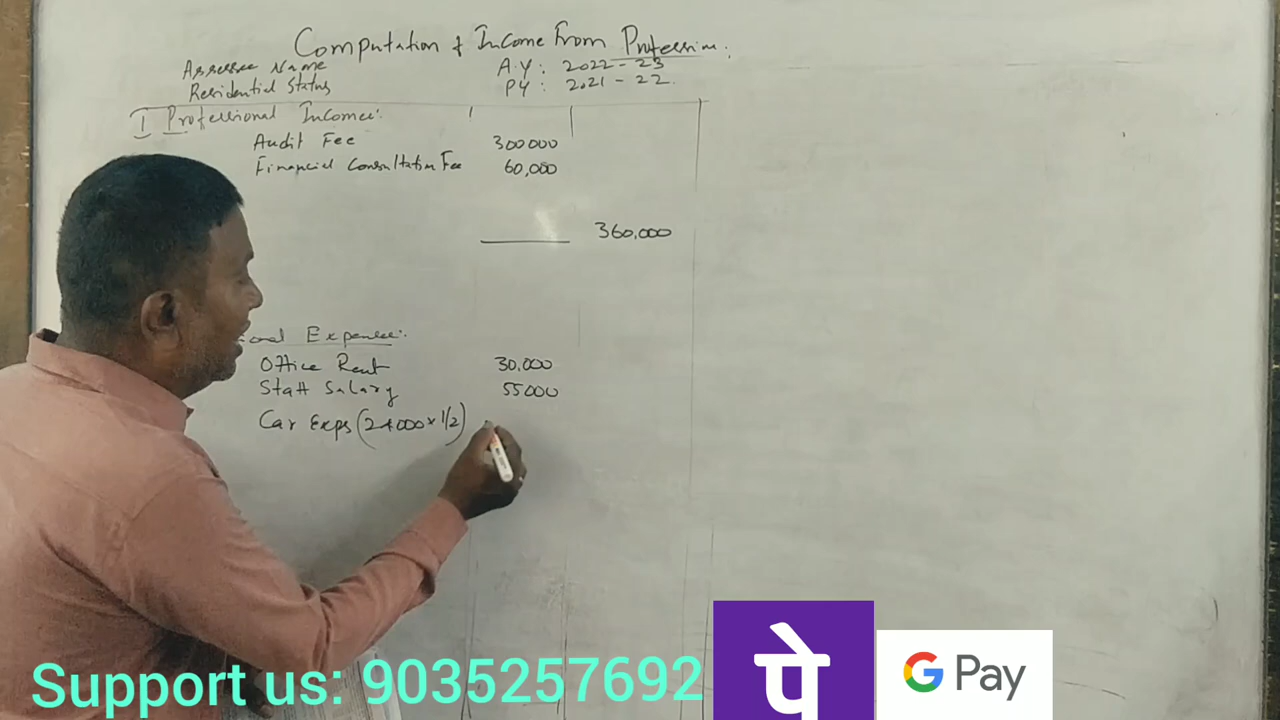 Computation of Income From Profession.
Assessee Name A.Y: 2022-23
Residential Status PY: 2021-22.
I Professional Incomes:
Audit Fee 300000
Financial Consultation Fee 60,000
360,000
Expenses:
Office Rent 30,000
Staff Salary 55000
Car Exps (24000 x 1/2)
Support us: 9035257692
पे
G Pay